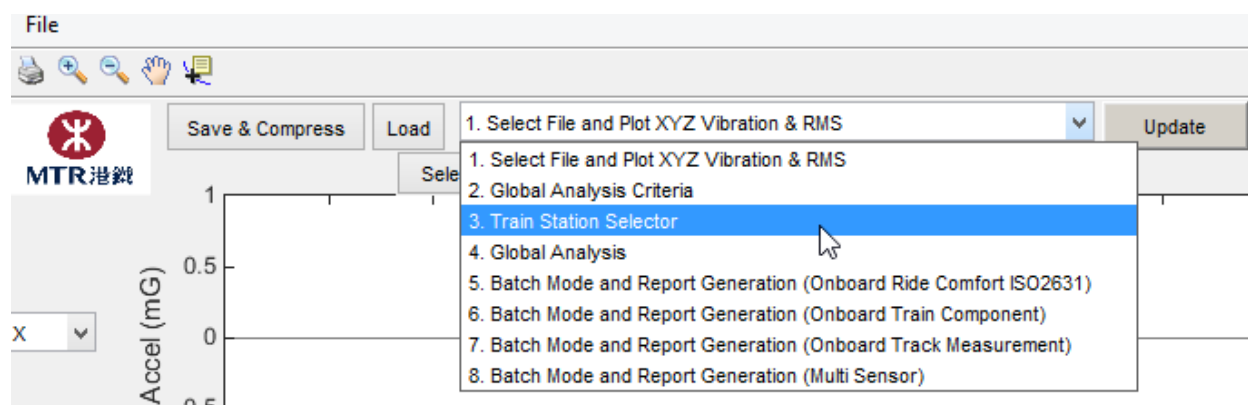 File
Save & Compress
Load
1. Select File and Plot XYZ Vibration & RMS
Update
MTR港鐵
Sele
1. Select File and Plot XYZ Vibration & RMS
2. Global Analysis Criteria
3. Train Station Selector
4. Global Analysis
5. Batch Mode and Report Generation (Onboard Ride Comfort ISO2631)
6. Batch Mode and Report Generation (Onboard Train Component)
7. Batch Mode and Report Generation (Onboard Track Measurement)
8. Batch Mode and Report Generation (Multi Sensor)
1
0.5
0
X
Accel (mG)